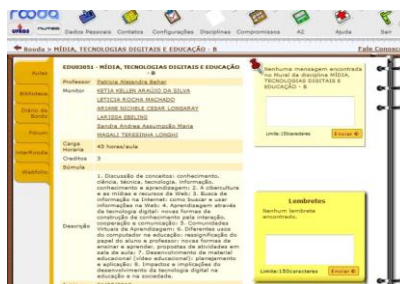 rooda
UFRGS nuted Dados Pessoais Contatos Configurações Disciplinas Compromissos AZ Ajuda Sair
Rooda > MÍDIA, TECNOLOGIAS DIGITAIS E EDUCAÇÃO - B
Fale Conosco
Aulas
Biblioteca
Diário de Bordo
Fórum
InterRooda
Webfolio
EDU03051 - MÍDIA, TECNOLOGIAS DIGITAIS E EDUCAÇÃO
- B
Professor Patricia Alejandra Behar
Monitor KETIA KELLEN ARAÚJO DA SILVA
LETICIA ROCHA MACHADO
ARIANE NICHELE CESAR LONGARAY
LARISSA EBELING
Sandra Andrea Assumpção Maria
MAGALI TERESINHA LONGHI
Carga Horaria 45 horas/aula
Creditos 3
Súmula
Descrição
1. Discussão de conceitos: conhecimento,
ciência, técnica, tecnologia, informação,
conhecimento e aprendizagem; 2. A cibercultura
e as mídias e recursos da Web; 3. Busca de
informação na Internet: como buscar e usar
informações na Web; 4. Aprendizagem através
da tecnologia digital: novas formas de
construção de conhecimento pela interação,
cooperação e comunicação; 5. Comunidades
Virtuais de Aprendizagem; 6. Diferentes usos
do computador na educação: ressignificação do
papel do aluno e professor: novas formas de
ensinar e aprender, propostas de atividades em
sala de aula; 7. Desenvolvimento de material
educacional (vídeo educacional): planejamento
e aplicação; 8. Impactos e implicações do
desenvolvimento da tecnologia digital na
educação e na sociedade.
Nenhuma mensagem encontrada
no Mural da disciplina MÍDIA,
TECNOLOGIAS DIGITAIS E
EDUCAÇÃO - B
Enviar
Lembretes
Nenhum lembrete
encontrado.
Limite:150caracteres Enviar